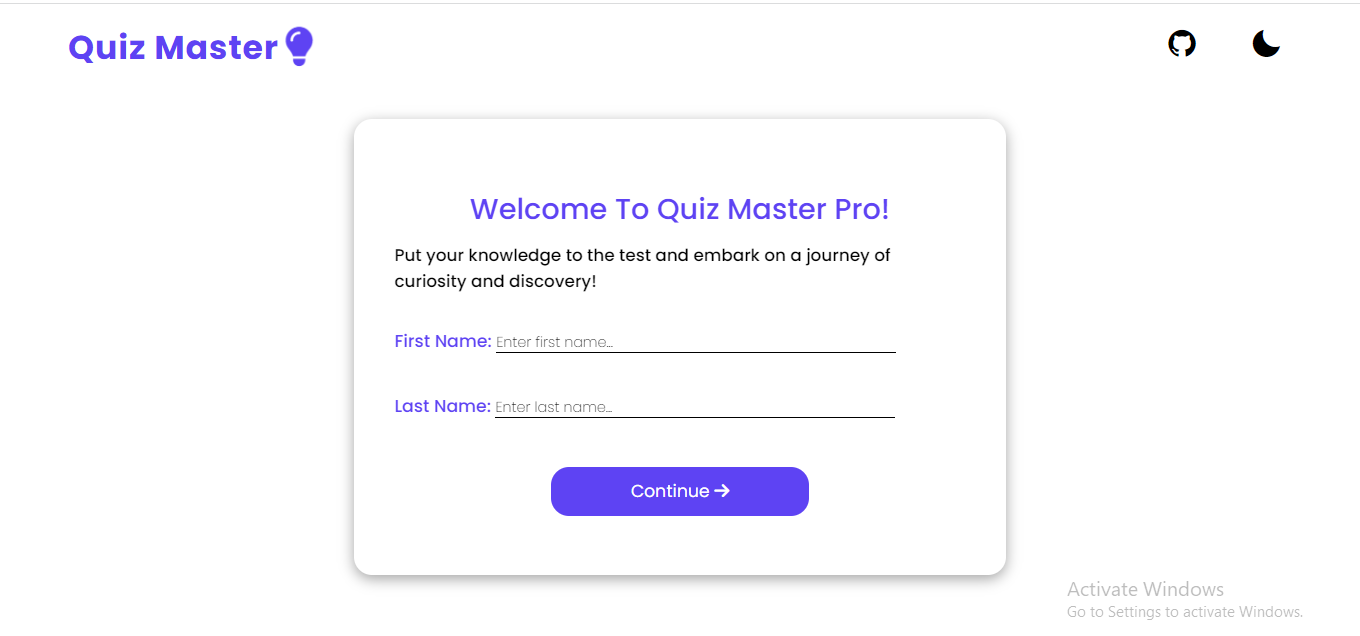 Quiz Master
Welcome To Quiz Master Pro!
Put your knowledge to the test and embark on a journey of
curiosity and discovery!
First Name: Enter first name...
Last Name: Enter last name...
Continue
Activate Windows
Go to Settings to activate Windows.